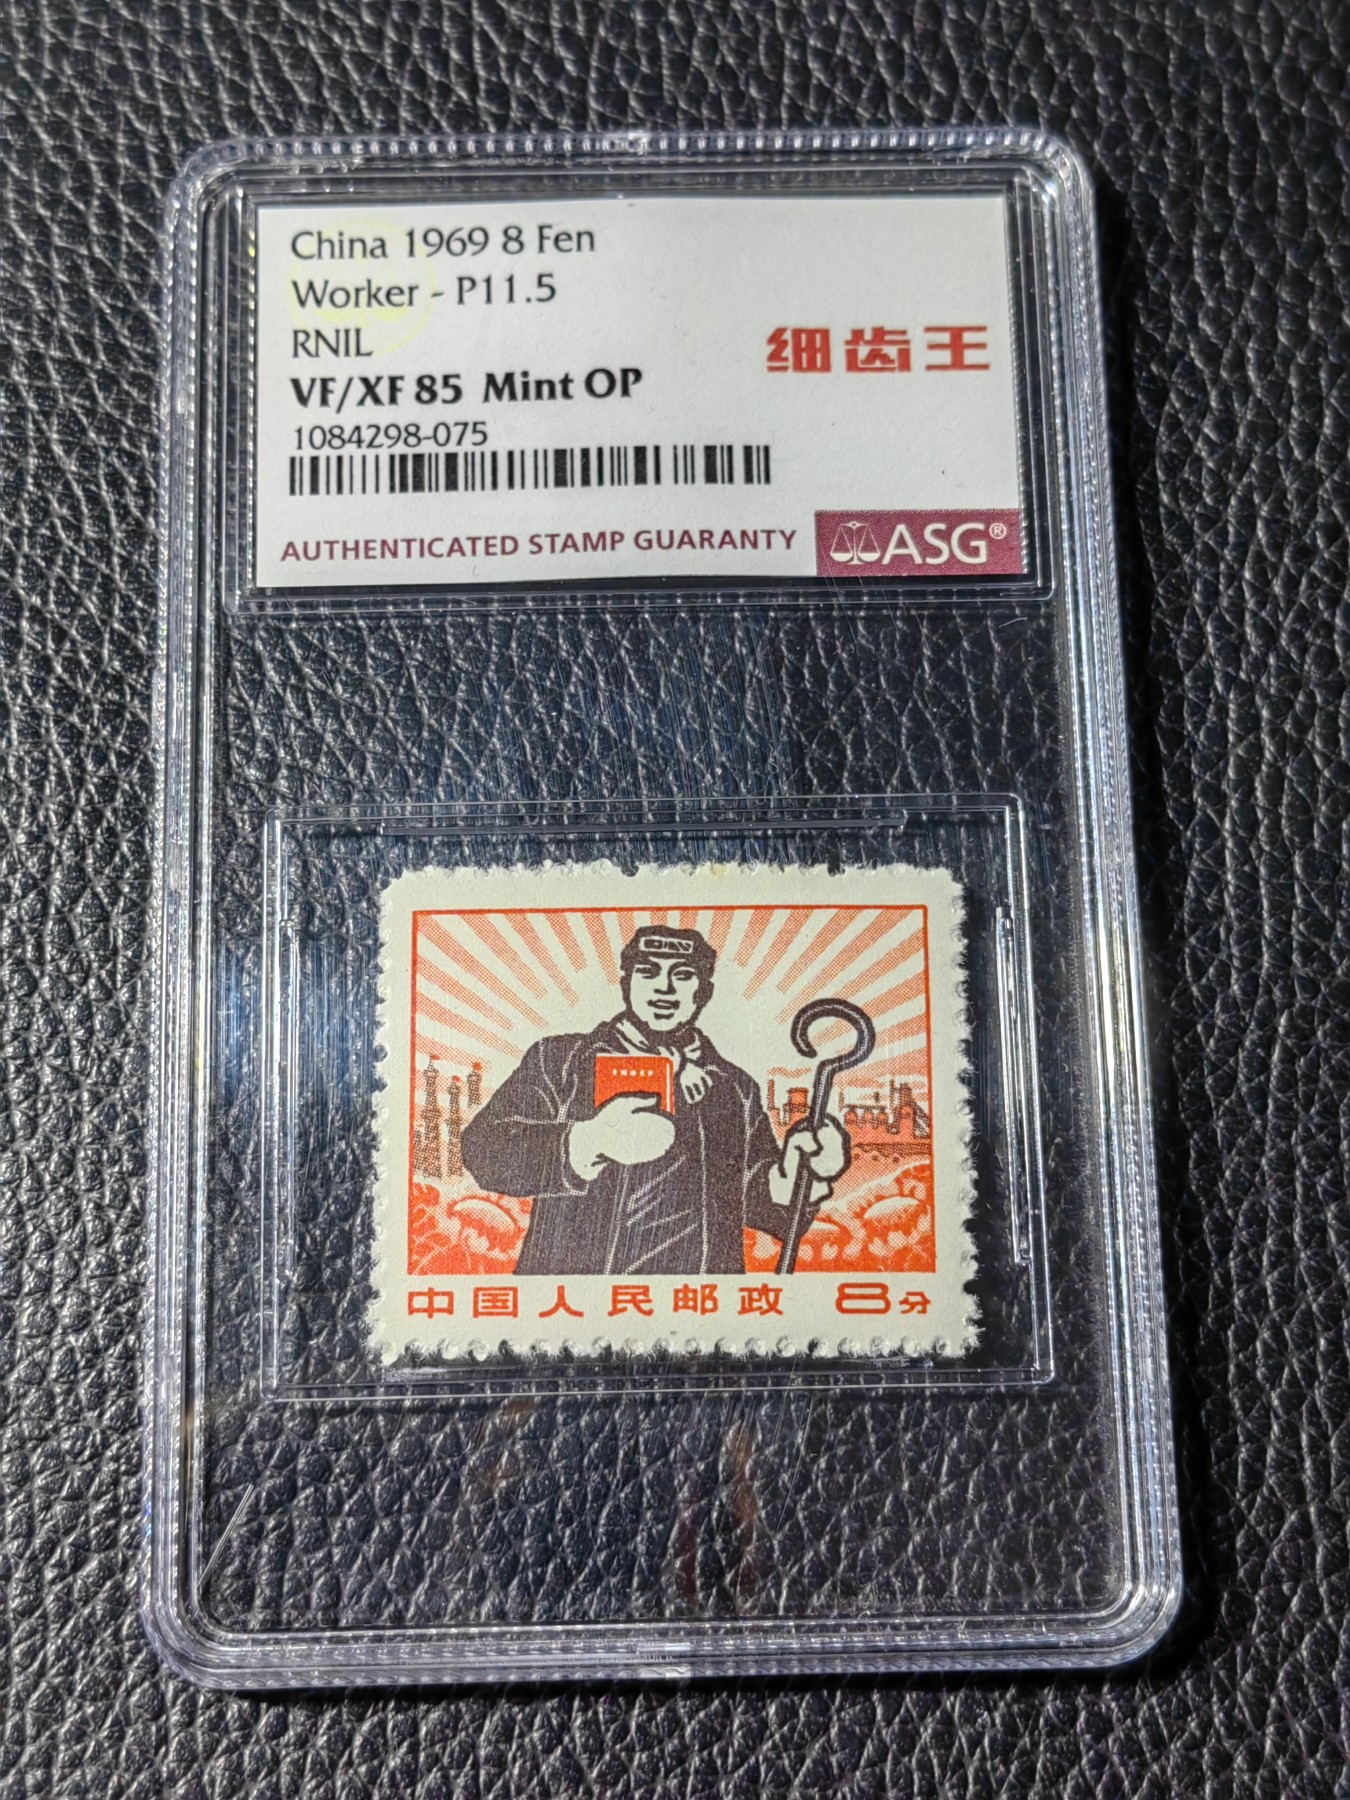 China 1969 8 Fen
Worker - P11.5
RNIL
细齿王
VF/XF 85 Mint OP
1084298-075
AUTHENTICATED STAMP GUARANTY
ASG®
中国人民邮政 8分